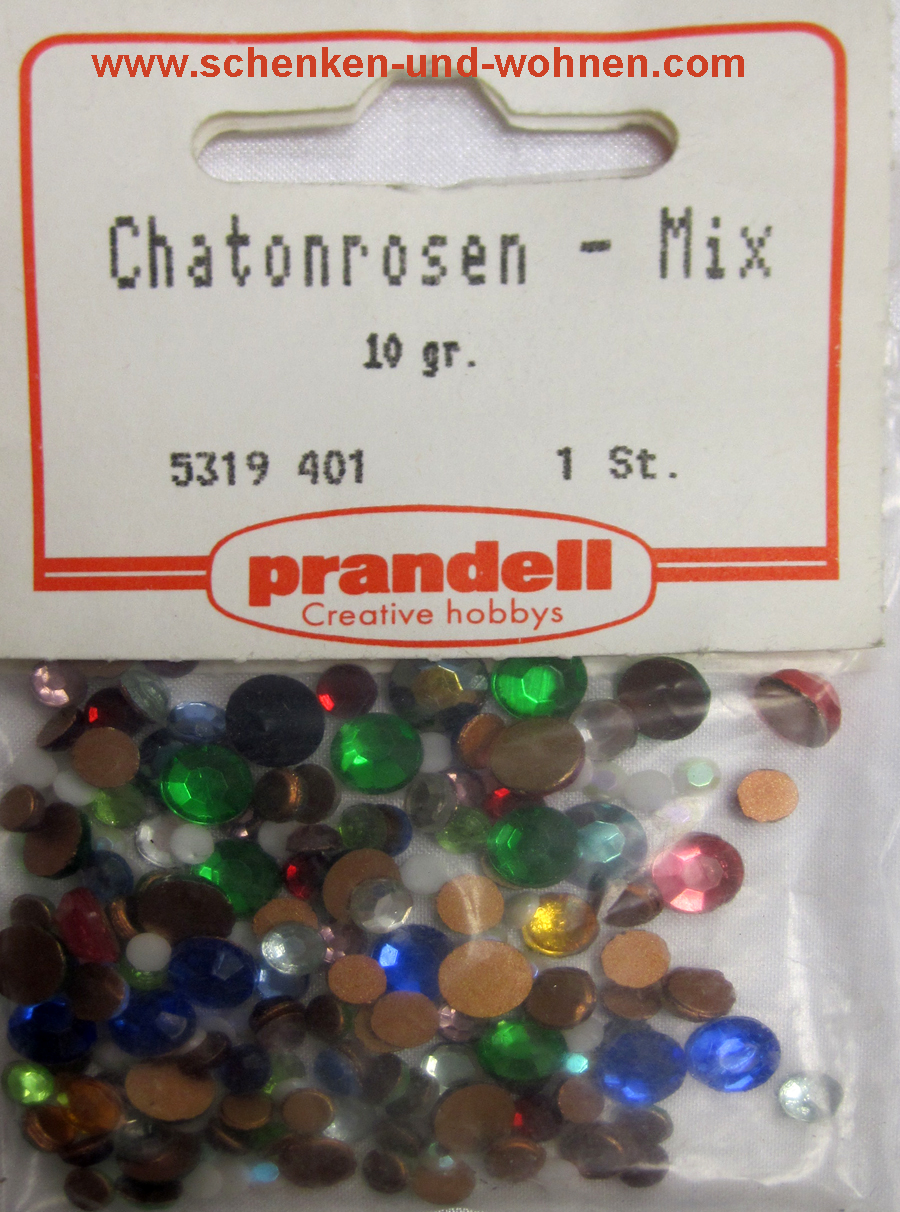 www.schenken-und-wohnen.com
Chatonrosen - Mix
10 gr.
5319 401 1 St.
prandell
Creative hobbys